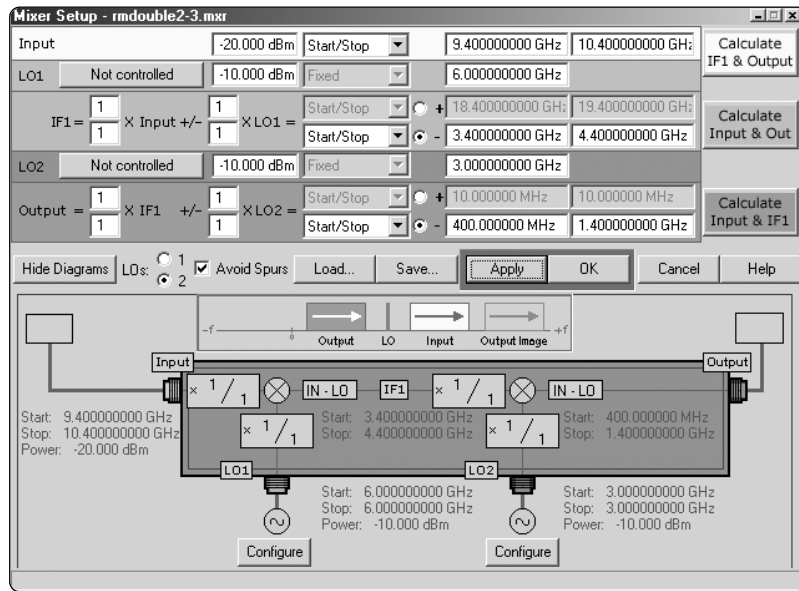 Mixer Setup - rmdouble2-3.mxr
Input -20.000 dBm Start/Stop 9.400000000 GHz 10.400000000 GHz Calculate IF1 & Output
LO1 Not controlled -10.000 dBm Fixed 6.000000000 GHz
1 1 Start/Stop + 18.400000000 GHz 19.400000000 GHz
IF1 = X Input +/- X LO1 = Calculate Input & Out
1 1 Start/Stop - 3.400000000 GHz 4.400000000 GHz
LO2 Not controlled -10.000 dBm Fixed 3.000000000 GHz
1 1 Start/Stop + 10.000000 MHz 10.000000 MHz
Output = X IF1 +/- X LO2 = Calculate Input & IF1
1 1 Start/Stop - 400.000000 MHz 1.400000000 GHz
Hide Diagrams LOs: 1 2 Avoid Spurs Load... Save... Apply OK Cancel Help
-f 0 Output LO Input Output Image +f
Input Output
× 1/1 IN - LO IF1 × 1/1 IN - LO
Start: 9.400000000 GHz
Stop: 10.400000000 GHz
Power: -20.000 dBm
× 1/1 Start: 3.400000000 GHz
Stop: 4.400000000 GHz
× 1/1 Start: 400.000000 MHz
Stop: 1.400000000 GHz
LO1 LO2
Start: 6.000000000 GHz
Stop: 6.000000000 GHz
Power: -10.000 dBm
Start: 3.000000000 GHz
Stop: 3.000000000 GHz
Power: -10.000 dBm
Configure Configure